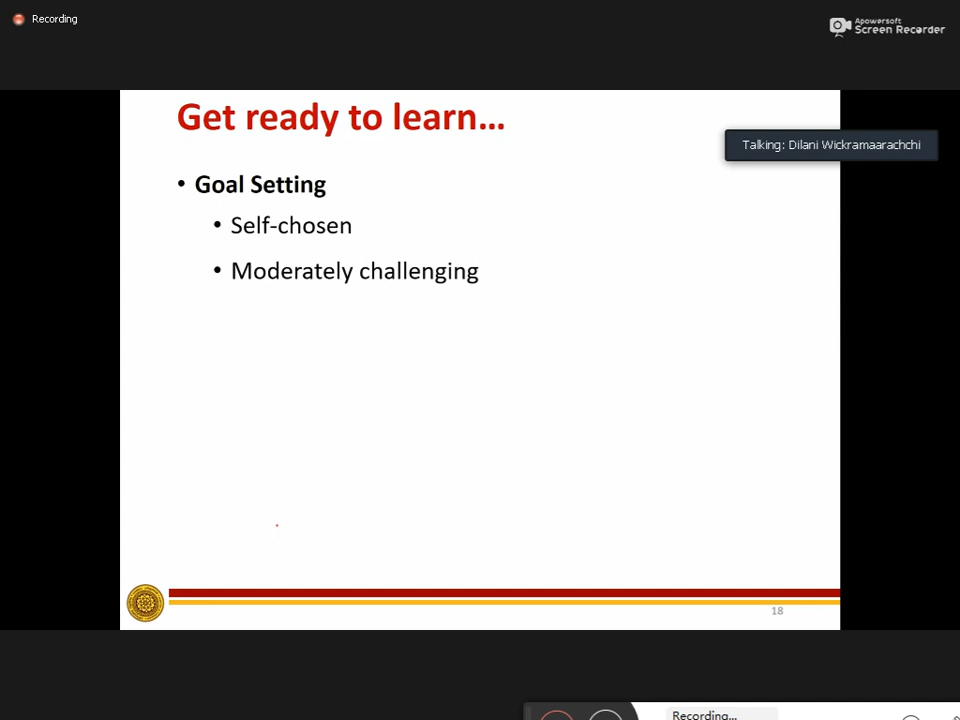 Recording
Apowersoft
Screen Recorder
Get ready to learn...
Talking: Dilani Wickramaarachchi
• Goal Setting
• Self-chosen
• Moderately challenging
18
Recording...